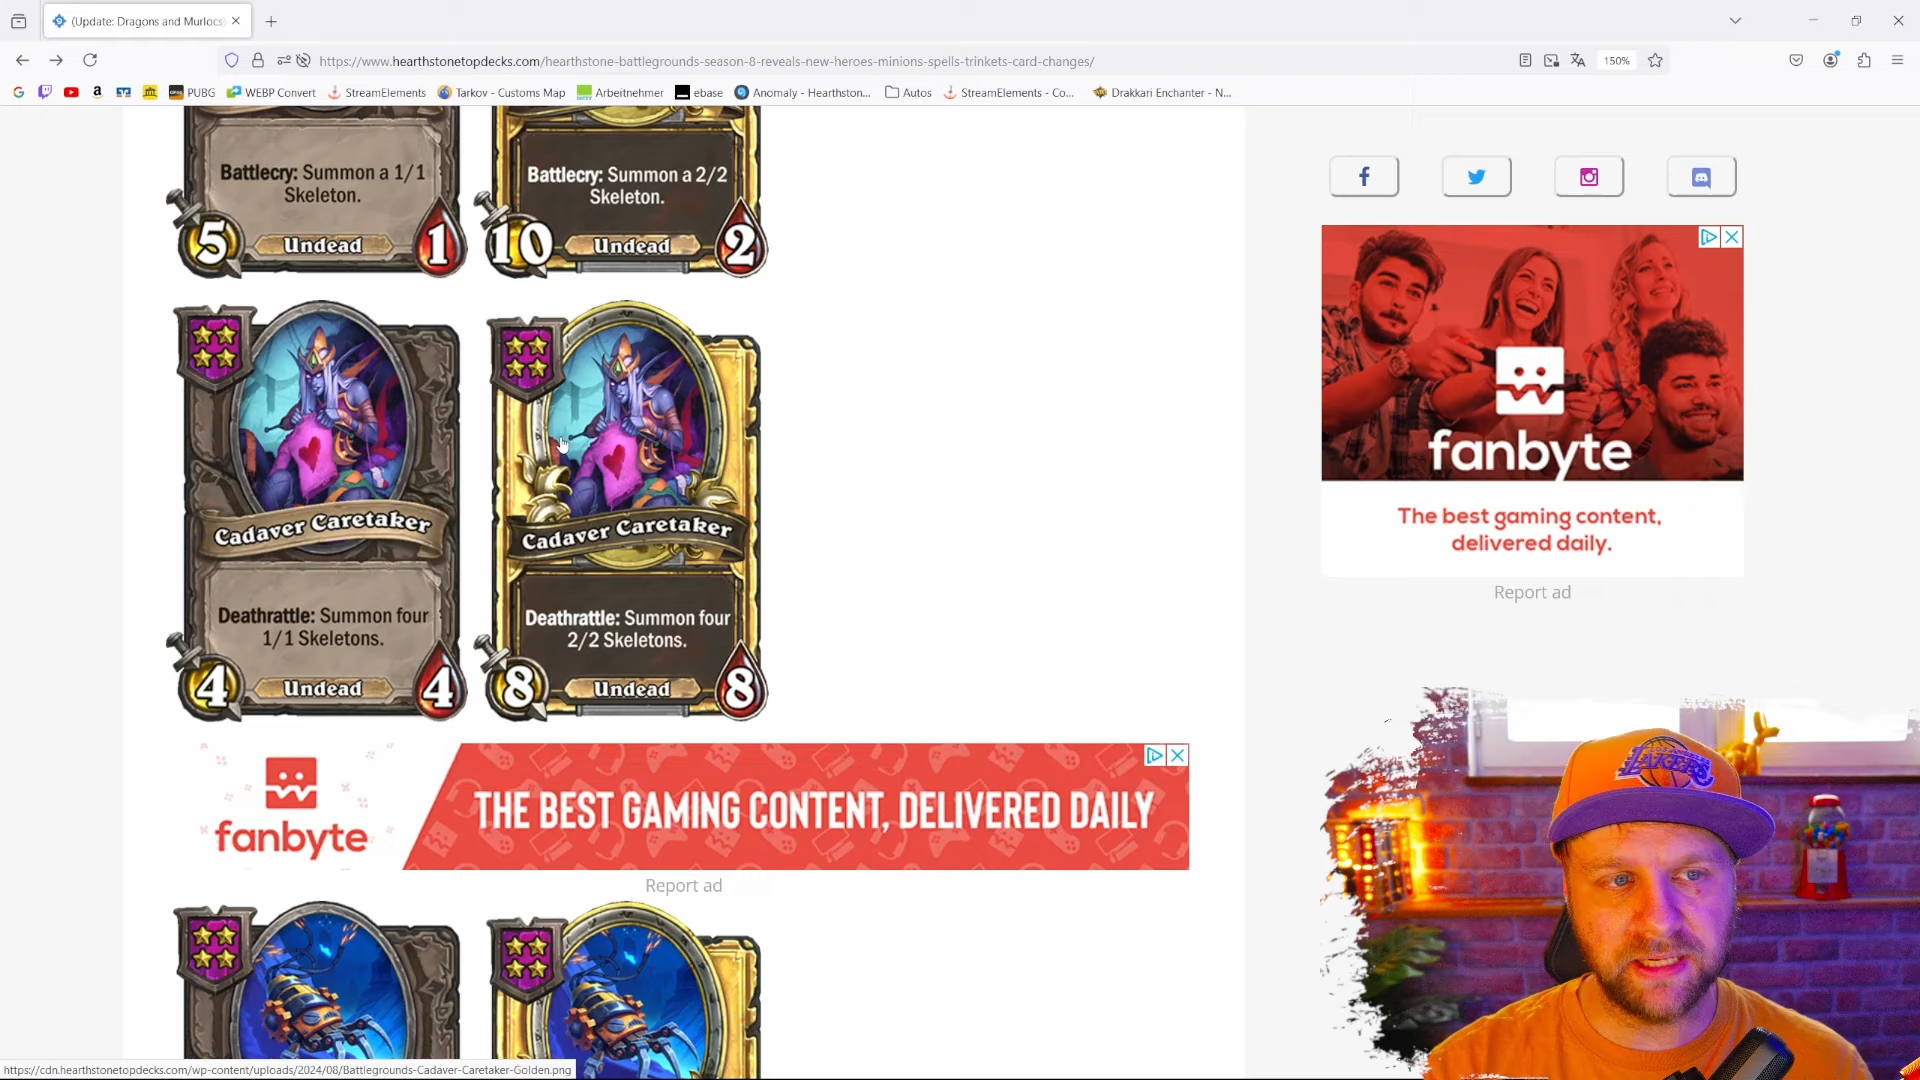 (Update: Dragons and Murlocs)
https://www.hearthstonetopdecks.com/hearthstone-battlegrounds-season-8-reveals-new-heroes-minions-spells-trinkets-card-changes/
150%
PUBG
WEBP Convert
StreamElements
Tarkov - Customs Map
Arbeitnehmer
ebase
Anomaly - Hearthston...
Autos
StreamElements - Co...
Drakkari Enchanter - N...
Battlecry: Summon a 1/1
Skeleton.
5
Undead
1
Battlecry: Summon a 2/2
Skeleton.
10
Undead
2
Cadaver Caretaker
Deathrattle: Summon four
1/1 Skeletons.
4
Undead
4
Cadaver Caretaker
Deathrattle: Summon four
2/2 Skeletons.
8
Undead
8
fanbyte
THE BEST GAMING CONTENT, DELIVERED DAILY
Report ad
fanbyte
The best gaming content,
delivered daily.
Report ad
LAKERS
https://cdn.hearthstonetopdecks.com/wp-content/uploads/2024/08/Battlegrounds-Cadaver-Caretaker-Golden.png